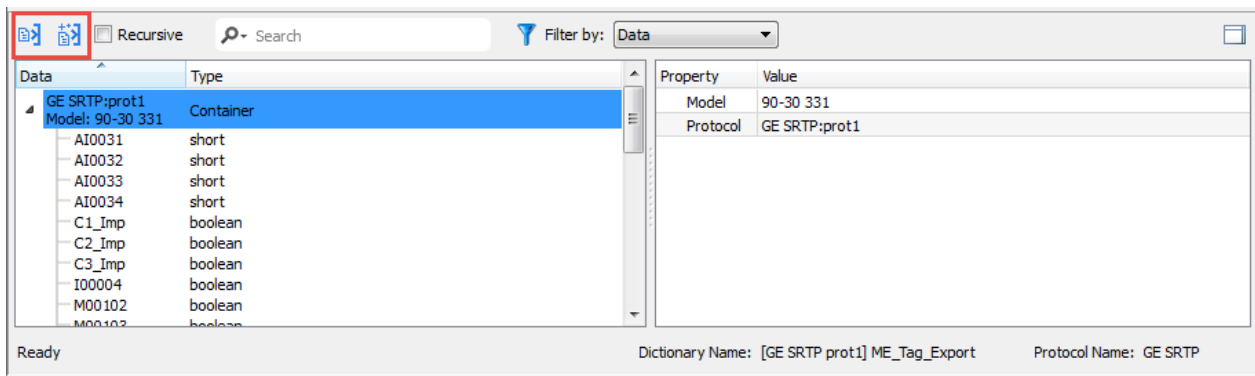 Recursive Search Filter by: Data
Data Type
GE SRTP:prot1
Model: 90-30 331 Container
AI0031 short
AI0032 short
AI0033 short
AI0034 short
C1_Imp boolean
C2_Imp boolean
C3_Imp boolean
I00004 boolean
M00102 boolean
M00103 boolean
Property Value
Model 90-30 331
Protocol GE SRTP:prot1
Ready Dictionary Name: [GE SRTP prot1] ME_Tag_Export Protocol Name: GE SRTP